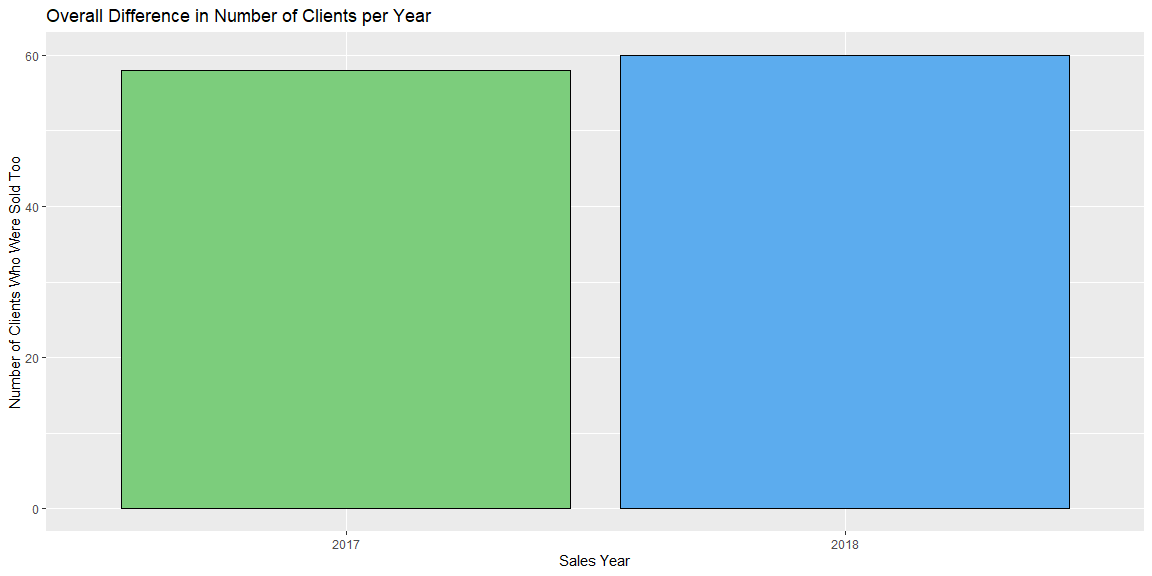 Overall Difference in Number of Clients per Year
Number of Clients Who Were Sold Too
60
40
20
0
2017
2018
Sales Year